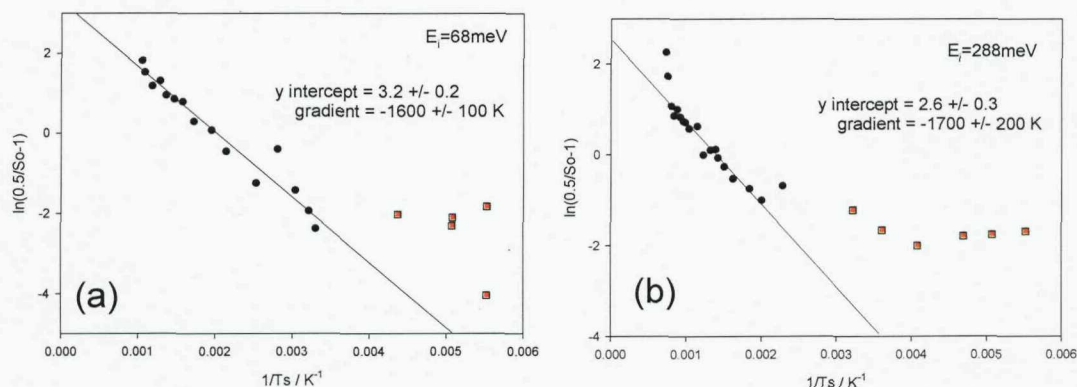 E_i=68meV
y intercept = 3.2 +/- 0.2
gradient = -1600 +/- 100 K
ln(0.5/So-1)
2
0
-2
-4
(a)
0.000 0.001 0.002 0.003 0.004 0.005 0.006
1/Ts / K⁻¹
E_i=288meV
y intercept = 2.6 +/- 0.3
gradient = -1700 +/- 200 K
ln(0.5/So-1)
2
0
-2
-4
(b)
0.000 0.001 0.002 0.003 0.004 0.005 0.006
1/Ts / K⁻¹